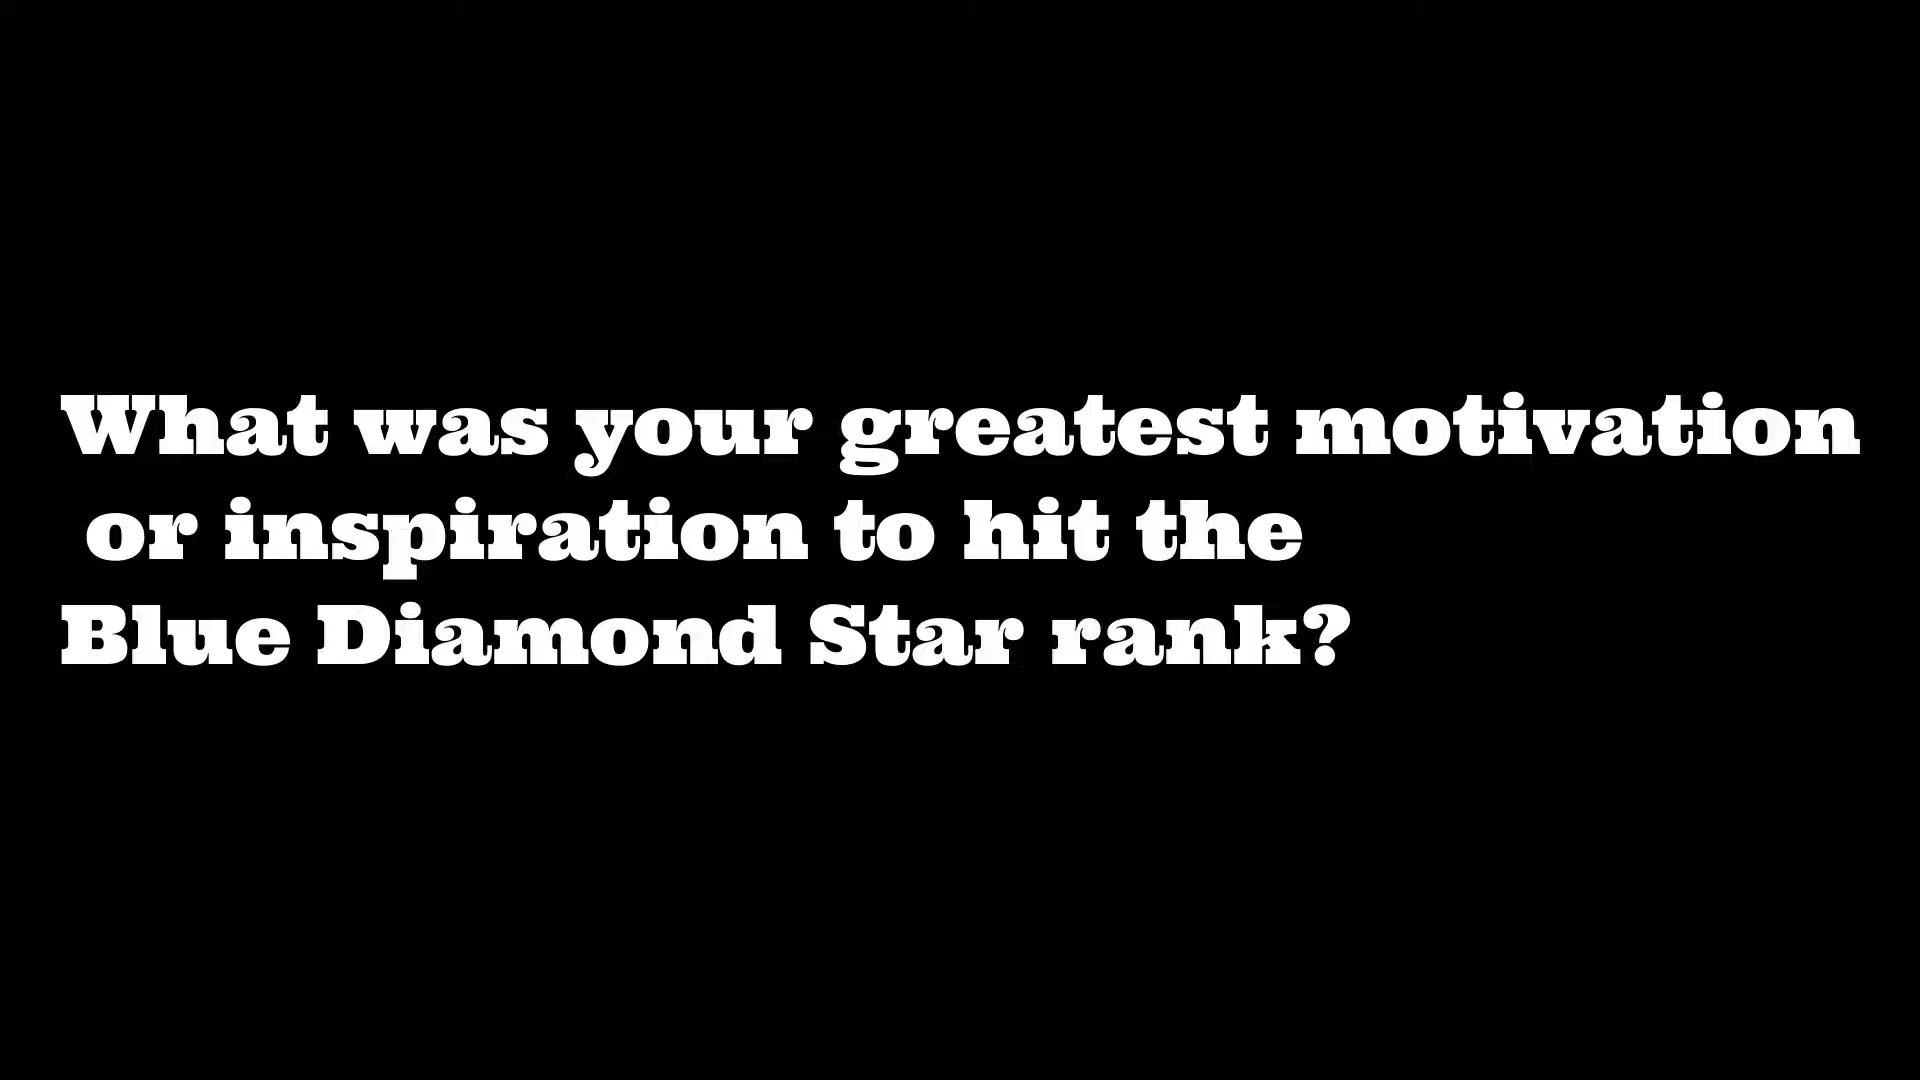 What was your greatest motivation
or inspiration to hit the
Blue Diamond Star rank?